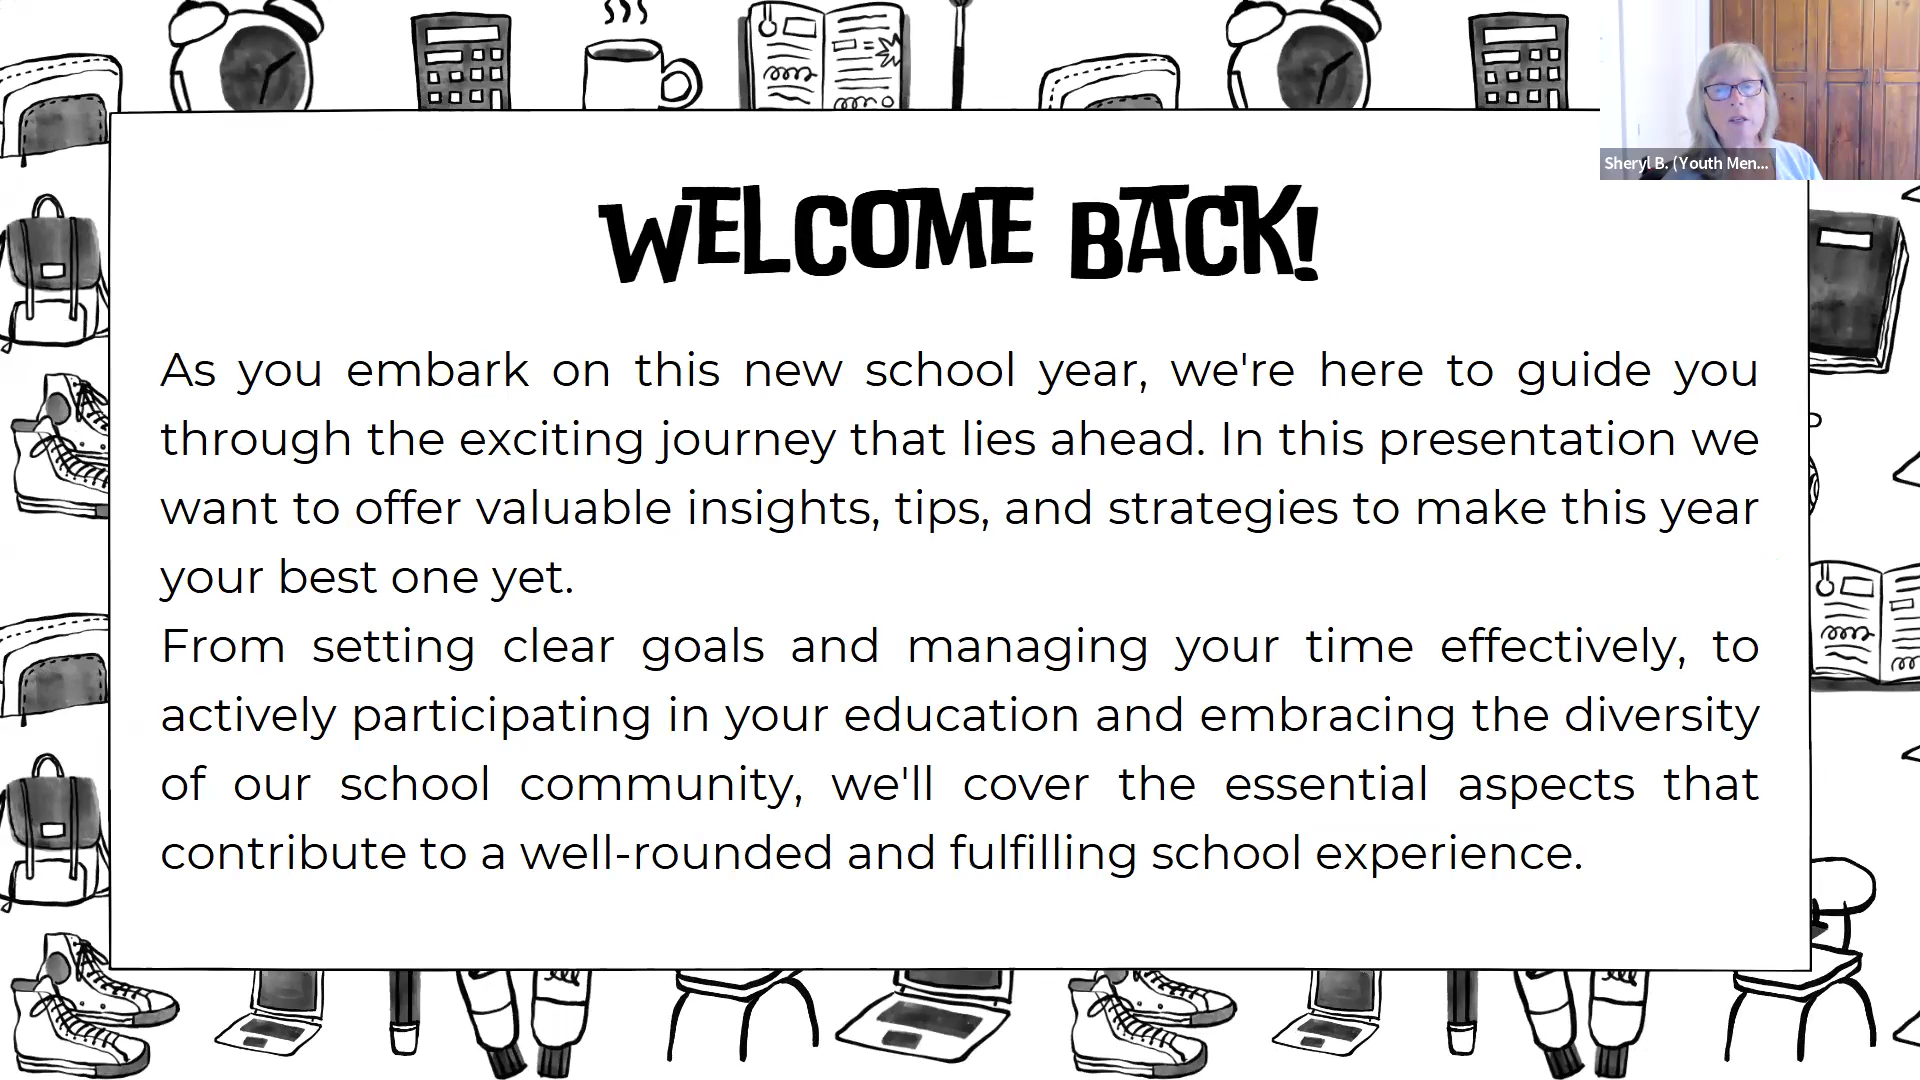 Sheryl B. (Youth Men...
WELCOME BACK!
As you embark on this new school year, we're here to guide you
through the exciting journey that lies ahead. In this presentation we
want to offer valuable insights, tips, and strategies to make this year
your best one yet.
From setting clear goals and managing your time effectively, to
actively participating in your education and embracing the diversity
of our school community, we'll cover the essential aspects that
contribute to a well-rounded and fulfilling school experience.